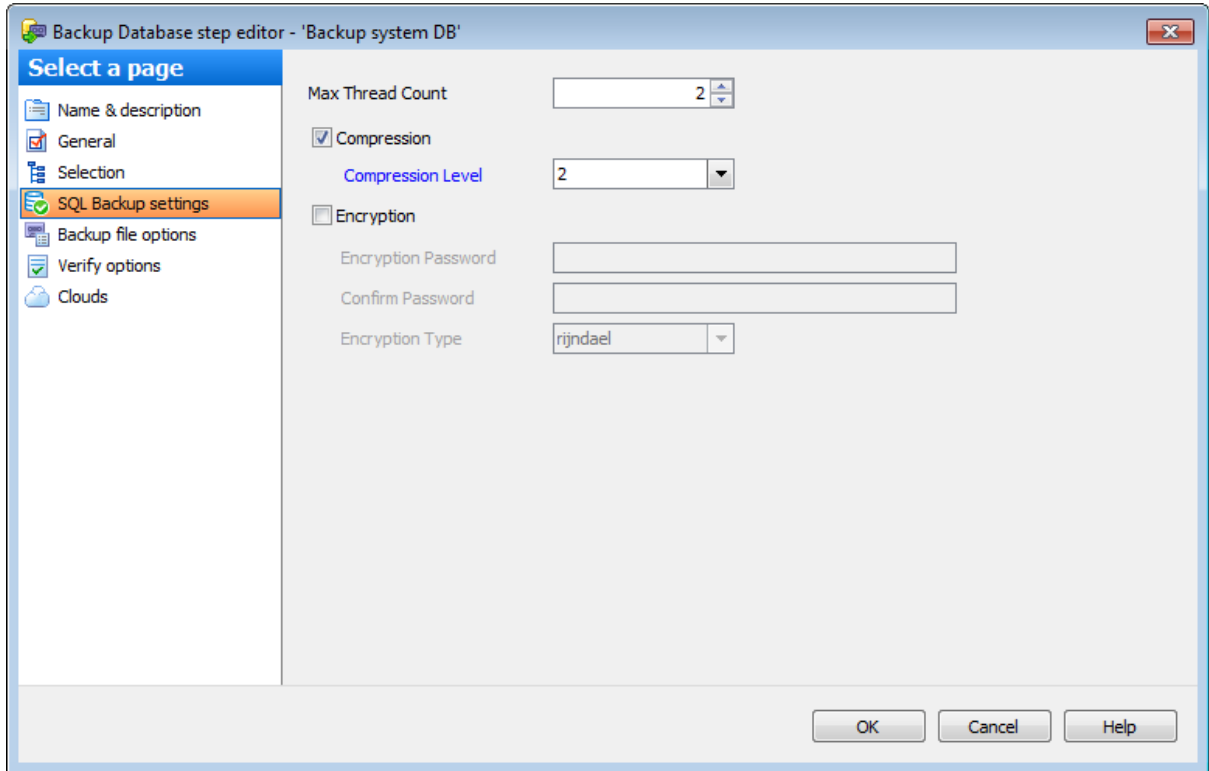 Backup Database step editor - 'Backup system DB'
Select a page
Name & description
General
Selection
SQL Backup settings
Backup file options
Verify options
Clouds
Max Thread Count 2
Compression
Compression Level 2
Encryption
Encryption Password
Confirm Password
Encryption Type rijndael
OK Cancel Help